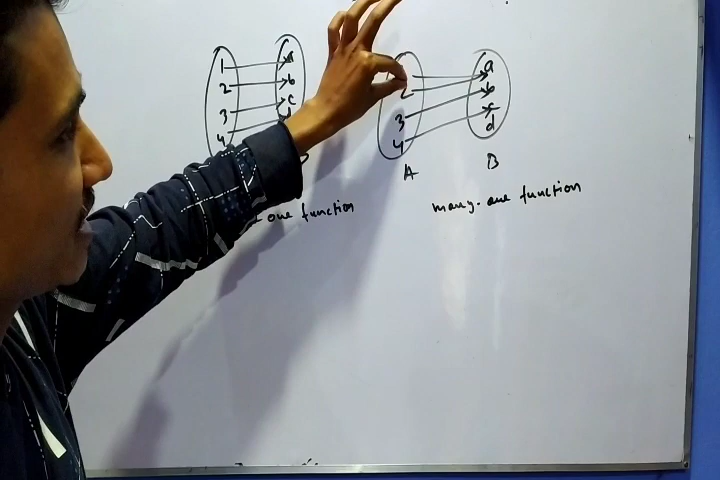 1 a
2 b
3 c
4 d
a
2 b
3 c
4 d
A B
one function many-one function